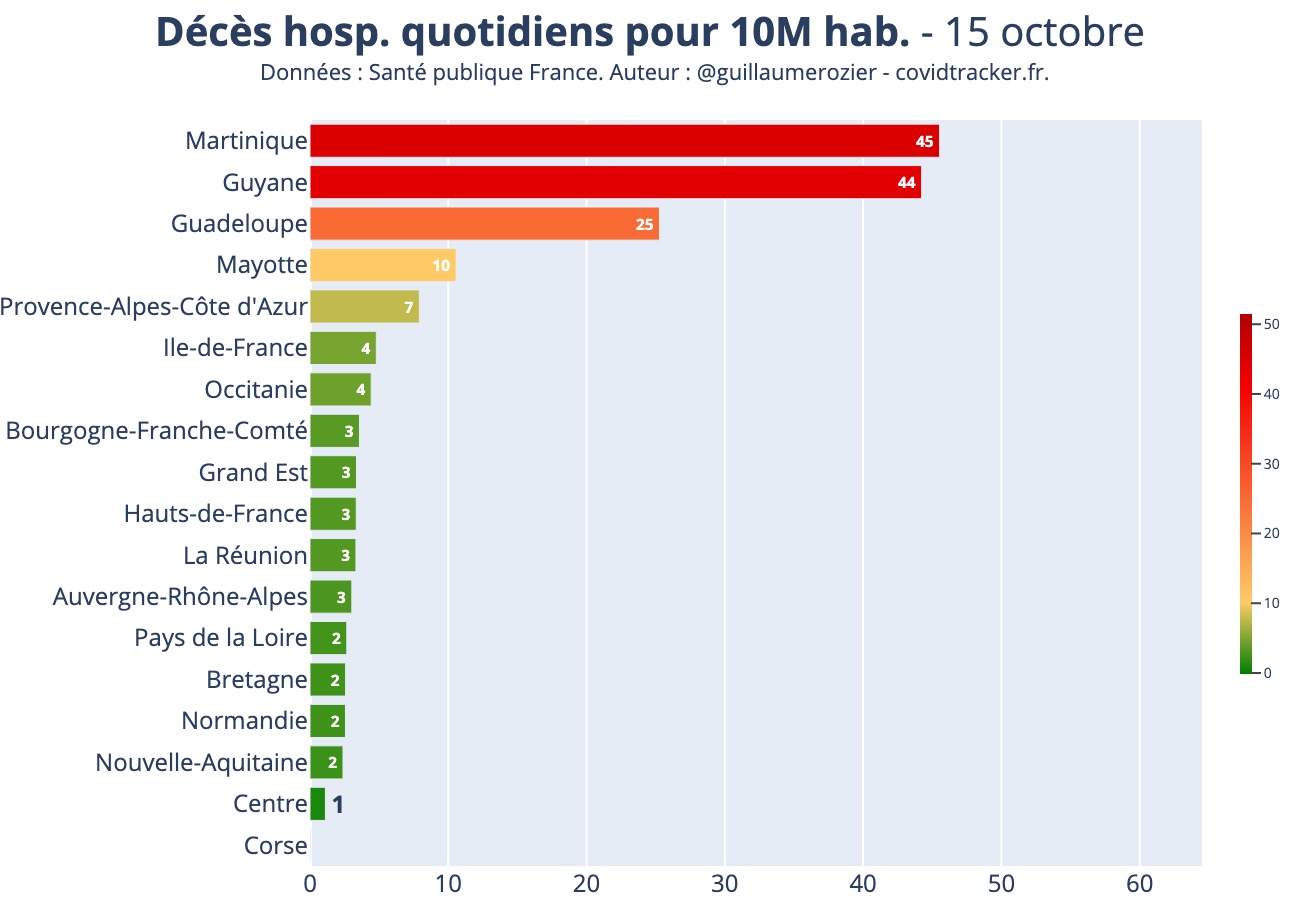 Décès hosp. quotidiens pour 10M hab. - 15 octobre
Données : Santé publique France. Auteur : @guillaumerozier - covidtracker.fr.
Martinique 45
Guyane 44
Guadeloupe 25
Mayotte 10
Provence-Alpes-Côte d'Azur 7
Ile-de-France 4
Occitanie 4
Bourgogne-Franche-Comté 3
Grand Est 3
Hauts-de-France 3
La Réunion 3
Auvergne-Rhône-Alpes 3
Pays de la Loire 2
Bretagne 2
Normandie 2
Nouvelle-Aquitaine 2
Centre 1
Corse
0 10 20 30 40 50 60
50
40
30
20
10
0